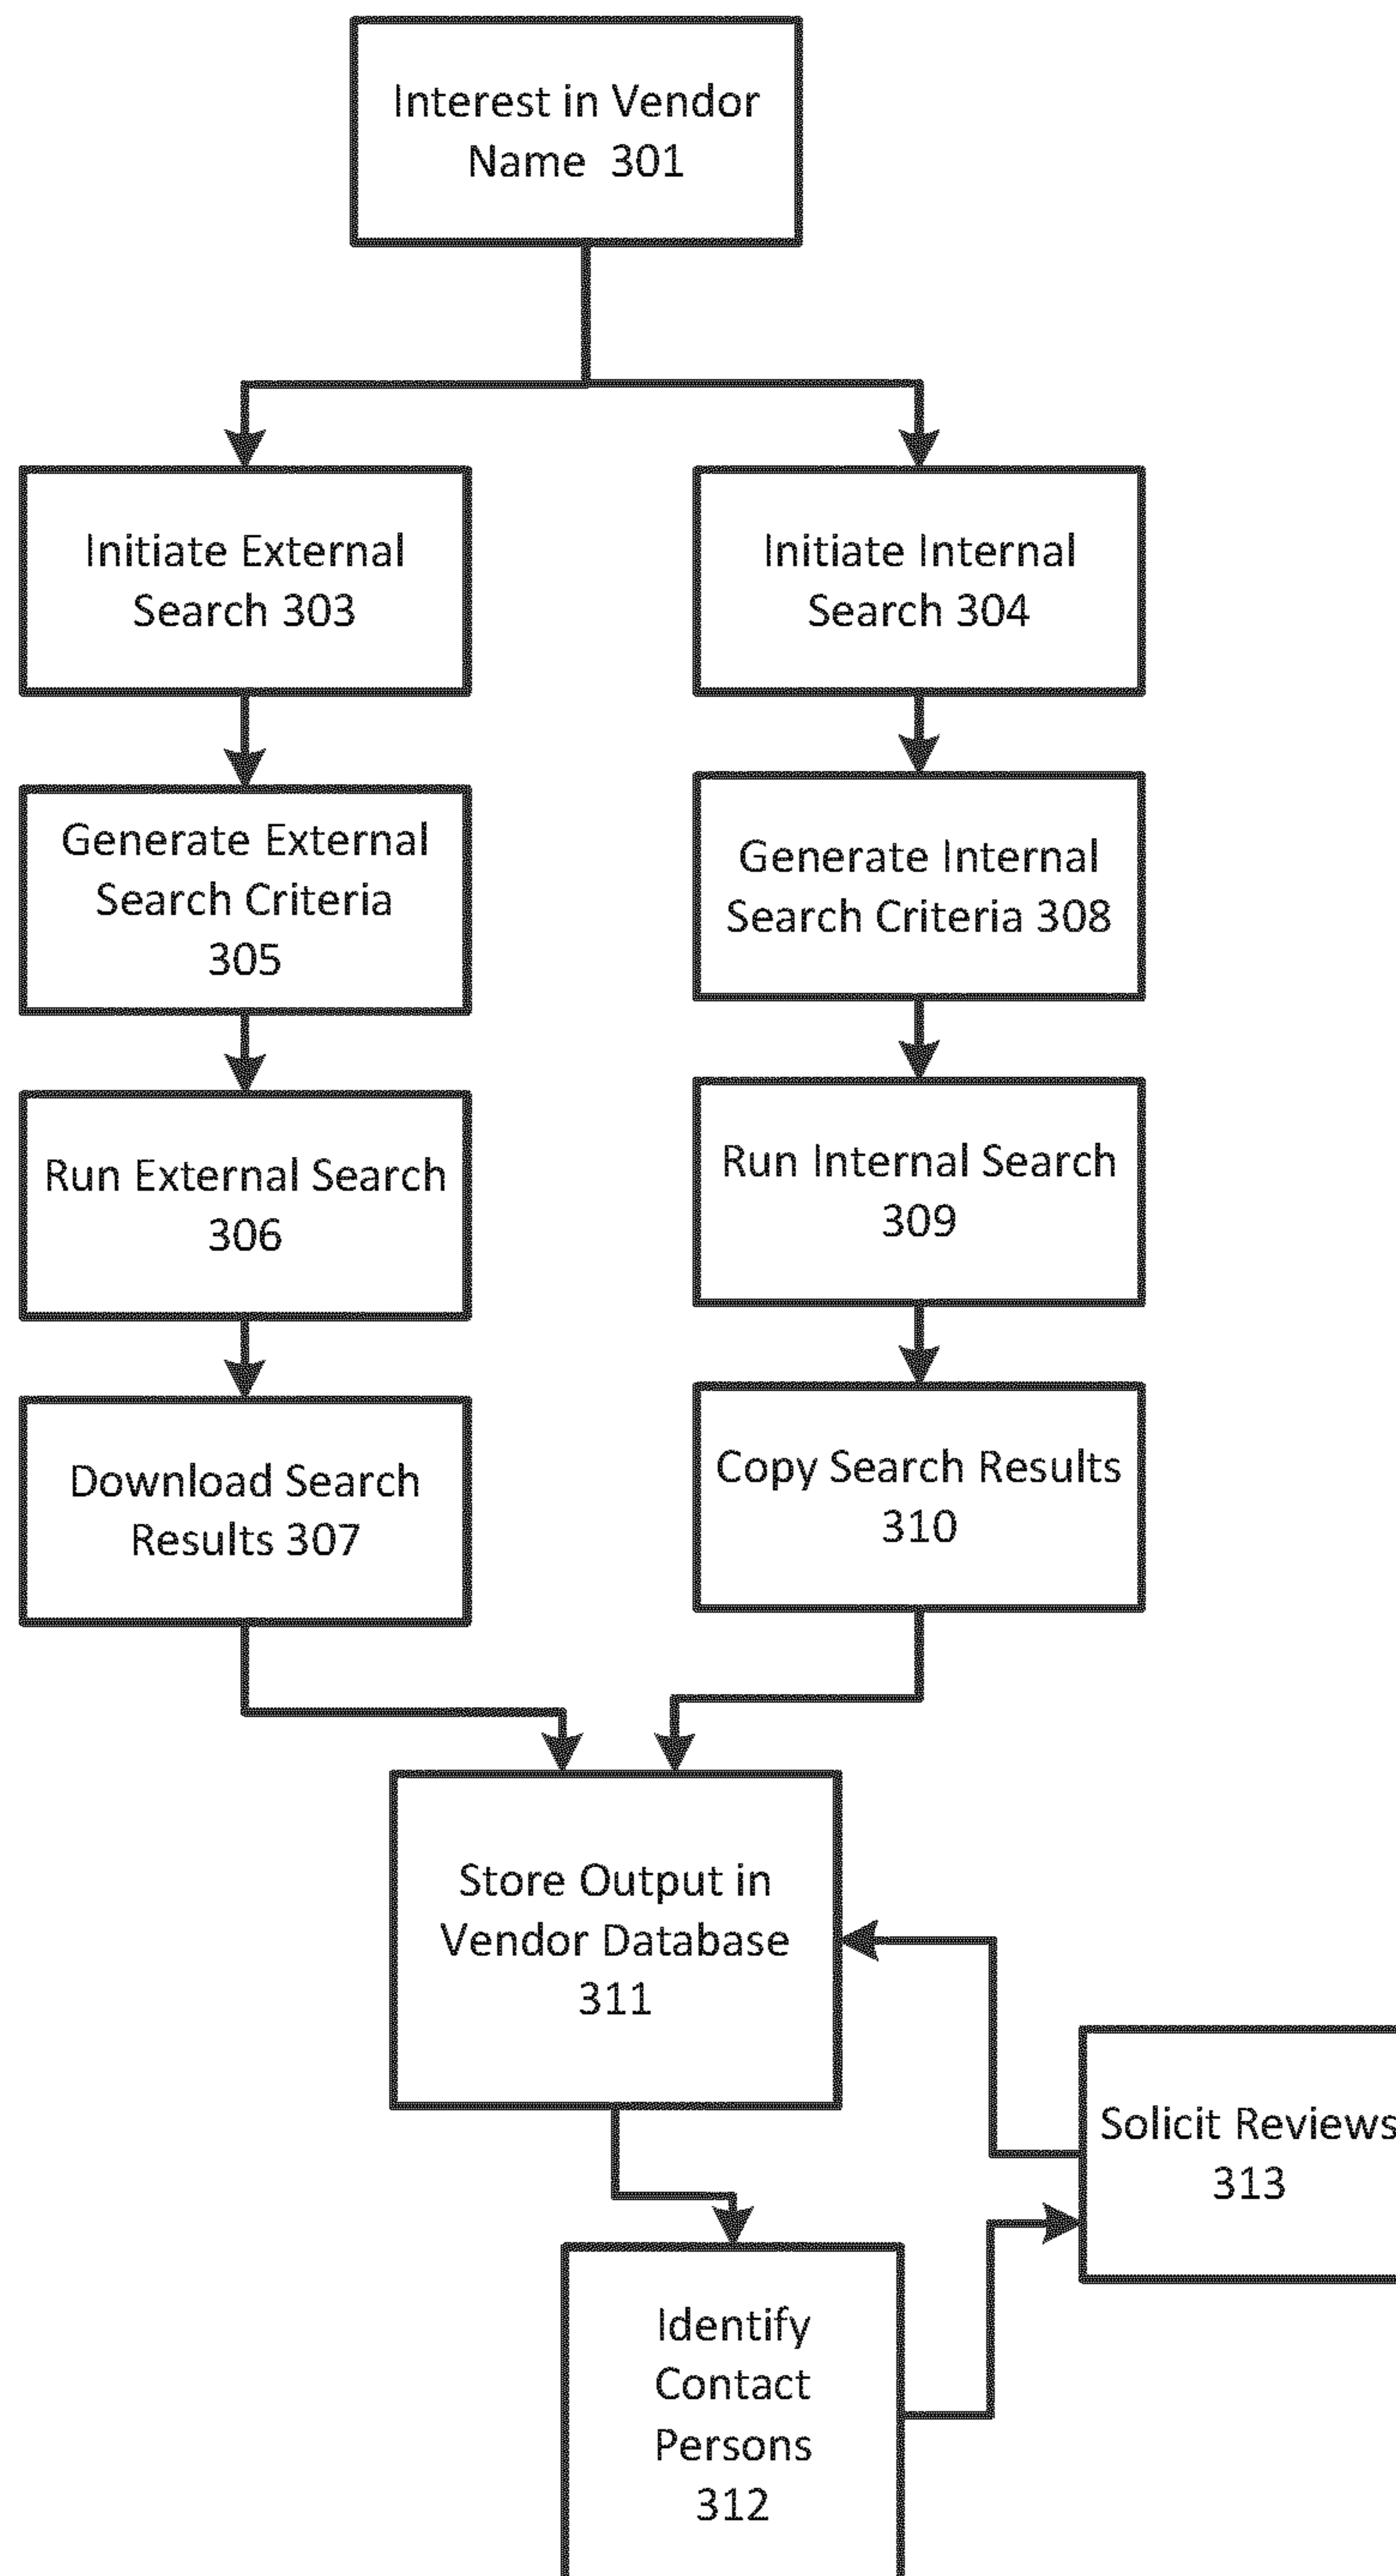 Interest in Vendor
Name 301
Initiate External
Search 303
Initiate Internal
Search 304
Generate External
Search Criteria
305
Generate Internal
Search Criteria 308
Run External Search
306
Run Internal Search
309
Download Search
Results 307
Copy Search Results
310
Store Output in
Vendor Database
311
Solicit Reviews
313
Identify
Contact
Persons
312